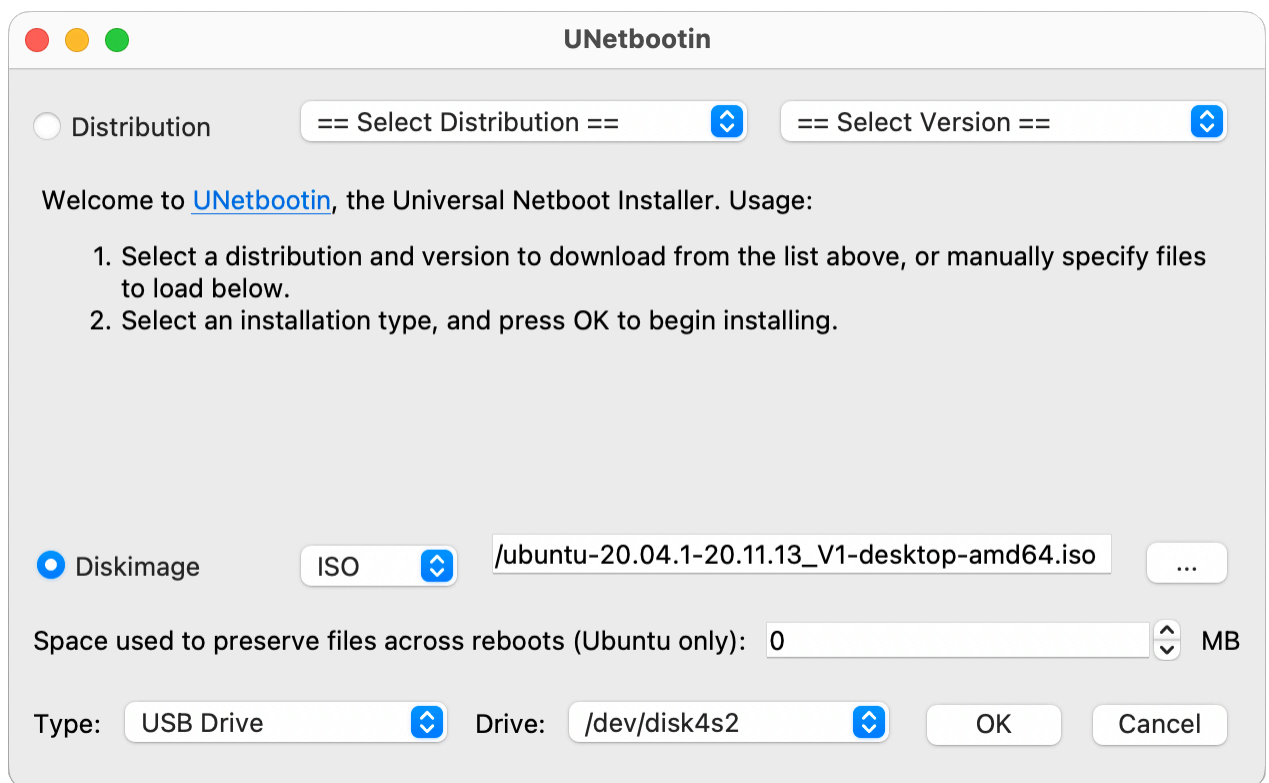 UNetbootin
Distribution == Select Distribution == == Select Version ==
Welcome to UNetbootin, the Universal Netboot Installer. Usage:
1. Select a distribution and version to download from the list above, or manually specify files
to load below.
2. Select an installation type, and press OK to begin installing.
Diskimage ISO /ubuntu-20.04.1-20.11.13_V1-desktop-amd64.iso ...
Space used to preserve files across reboots (Ubuntu only): 0 MB
Type: USB Drive Drive: /dev/disk4s2 OK Cancel